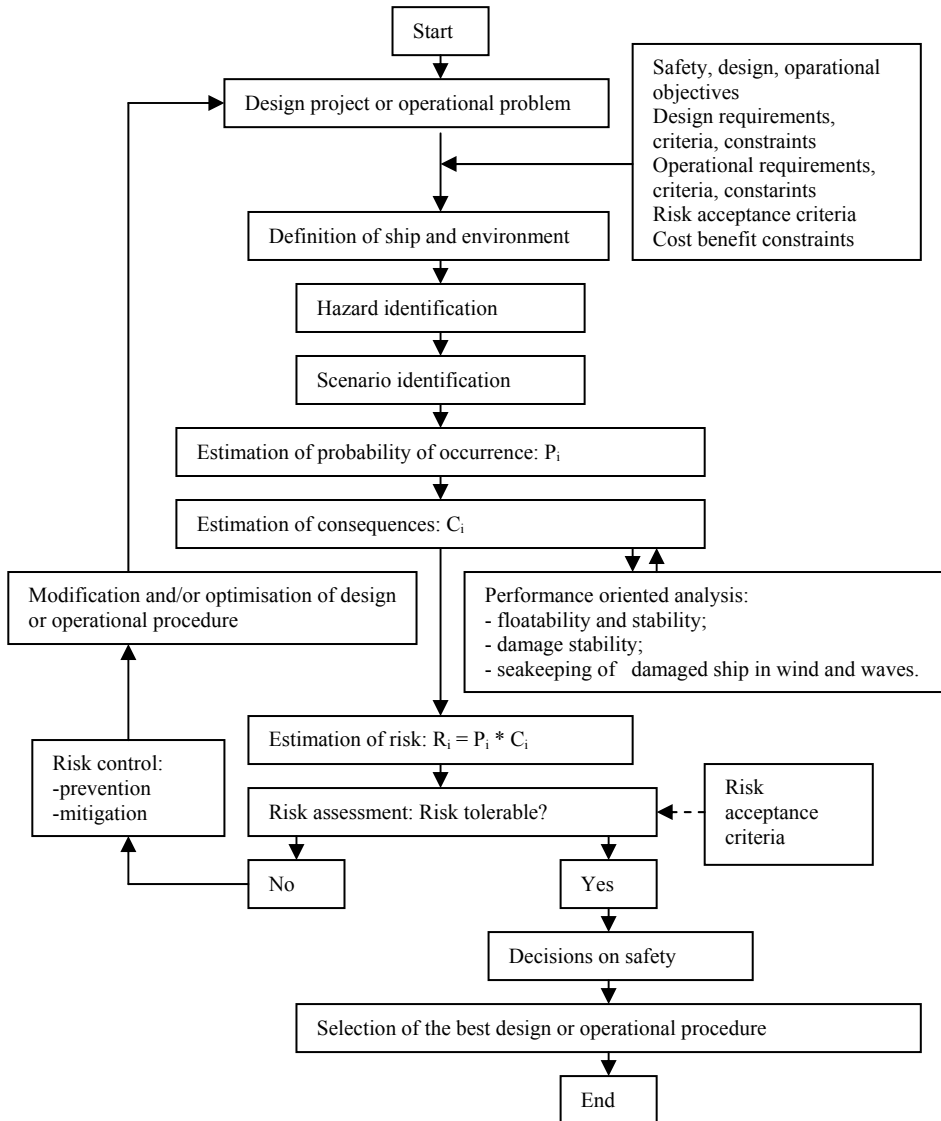 Start
Design project or operational problem
Safety, design, oparational
objectives
Design requirements,
criteria, constraints
Operational requirements,
criteria, constarints
Risk acceptance criteria
Cost benefit constraints
Definition of ship and environment
Hazard identification
Scenario identification
Estimation of probability of occurrence: Pᵢ
Estimation of consequences: Cᵢ
Modification and/or optimisation of design
or operational procedure
Performance oriented analysis:
- floatability and stability;
- damage stability;
- seakeeping of damaged ship in wind and waves.
Estimation of risk: Rᵢ = Pᵢ * Cᵢ
Risk control:
-prevention
-mitigation
Risk assessment: Risk tolerable?
Risk
acceptance
criteria
No
Yes
Decisions on safety
Selection of the best design or operational procedure
End